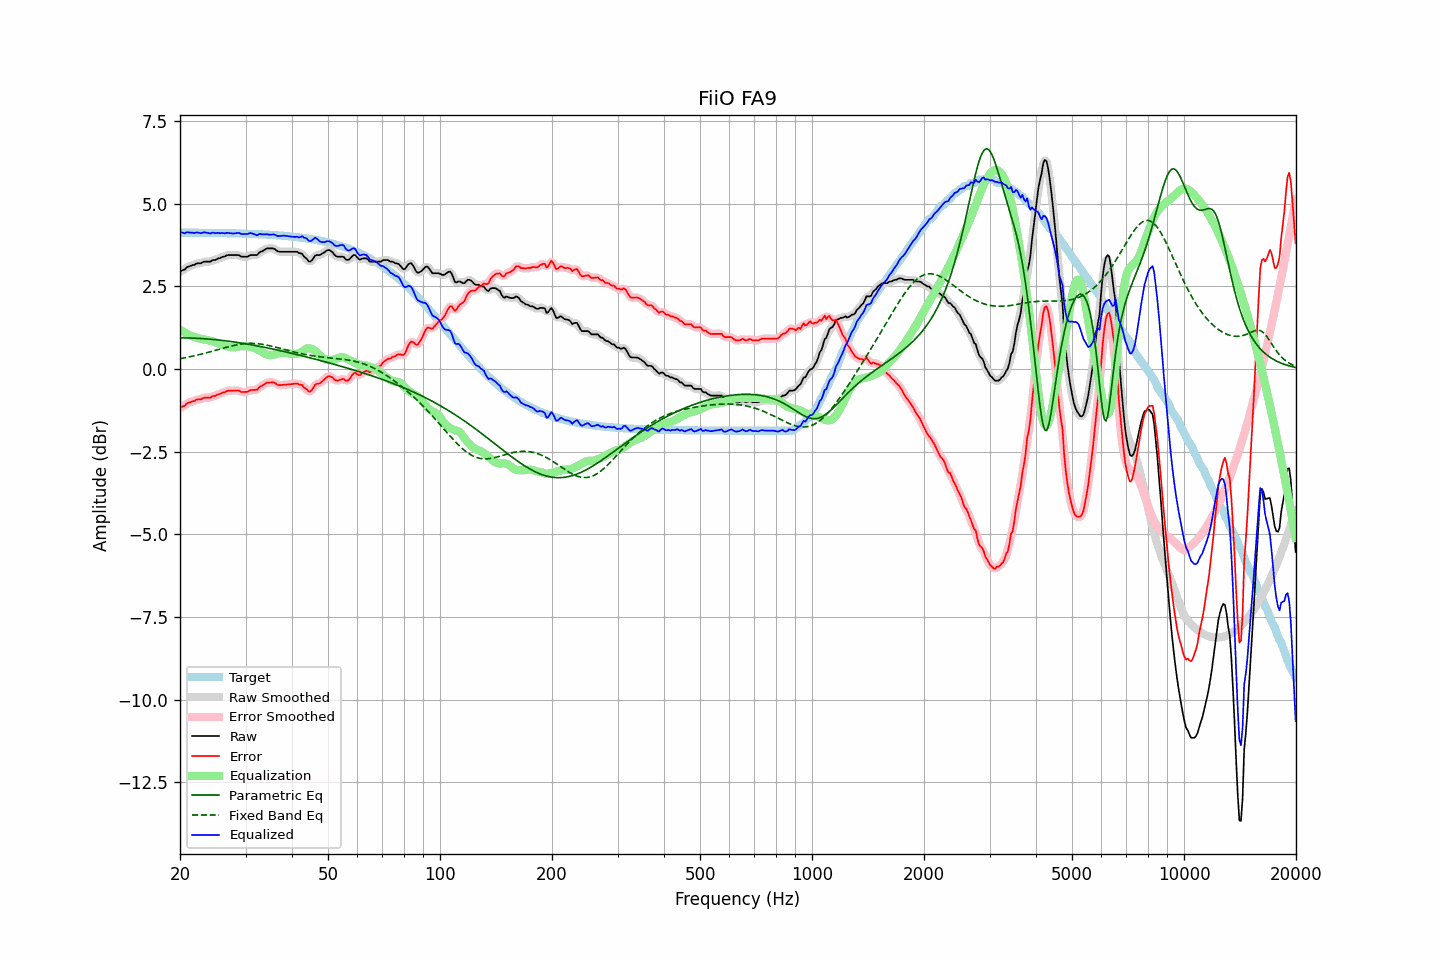 FiiO FA9
7.5
5.0
2.5
0.0
−2.5
−5.0
−7.5
−10.0
−12.5
Amplitude (dBr)
Target
Raw Smoothed
Error Smoothed
Raw
Error
Equalization
Parametric Eq
Fixed Band Eq
Equalized
20 50 100 200 500 1000 2000 5000 10000 20000
Frequency (Hz)